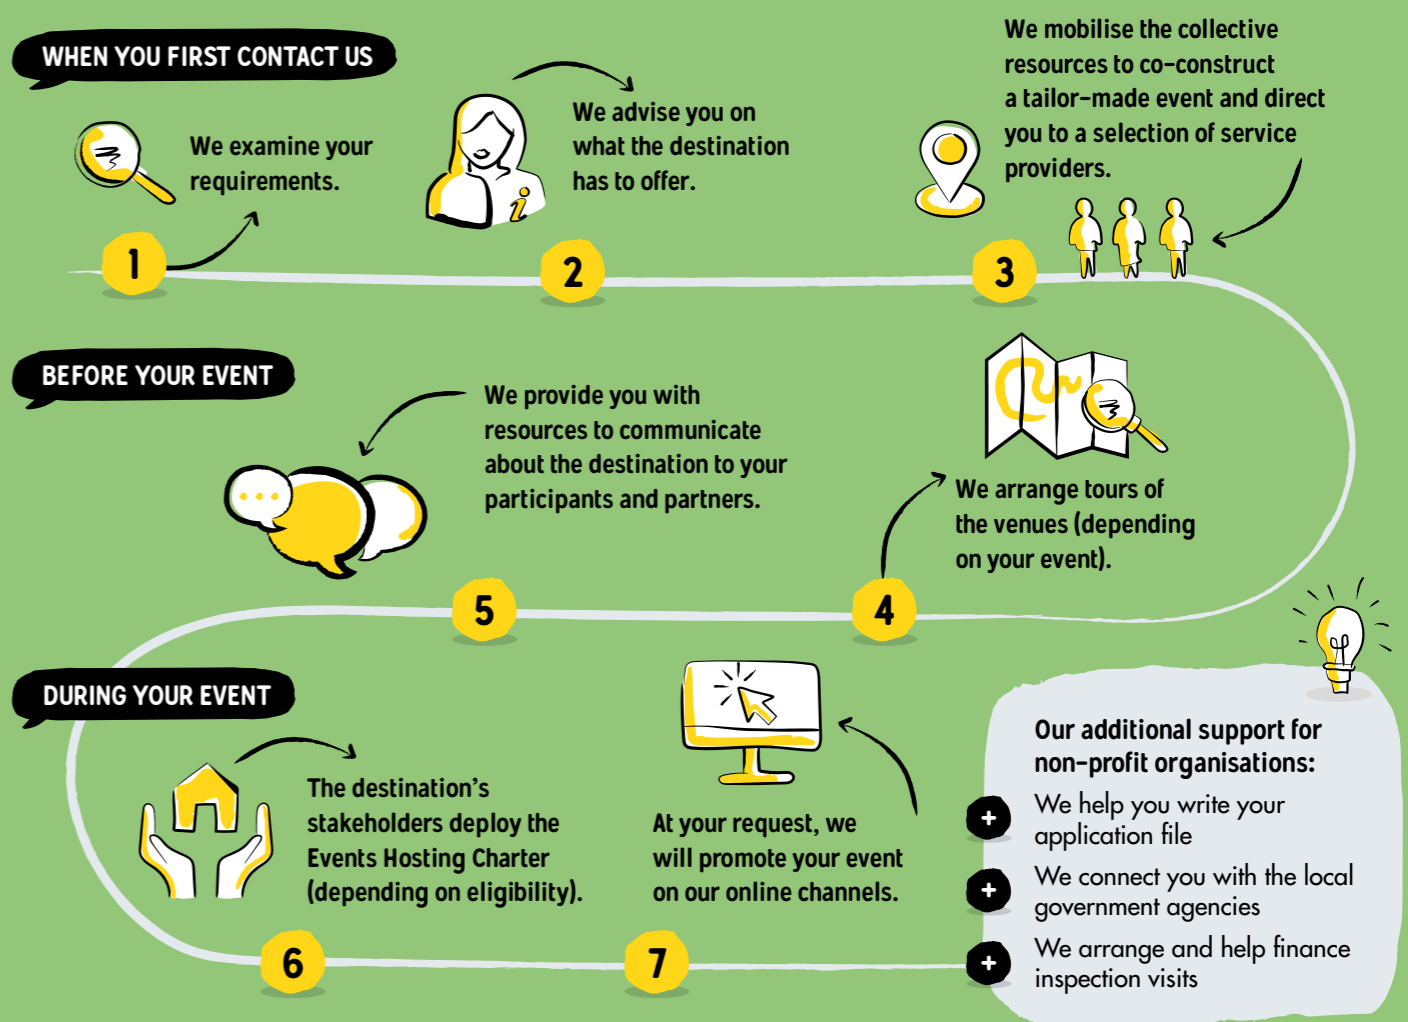 WHEN YOU FIRST CONTACT US
1
We examine your
requirements.
2
We advise you on
what the destination
has to offer.
i
3
We mobilise the collective
resources to co-construct
a tailor-made event and direct
you to a selection of service
providers.
BEFORE YOUR EVENT
4
We arrange tours of
the venues (depending
on your event).
5
We provide you with
resources to communicate
about the destination to your
participants and partners.
DURING YOUR EVENT
6
The destination's
stakeholders deploy the
Events Hosting Charter
(depending on eligibility).
7
At your request, we
will promote your event
on our online channels.
Our additional support for
non-profit organisations:
+ We help you write your
application file
+ We connect you with the local
government agencies
+ We arrange and help finance
inspection visits